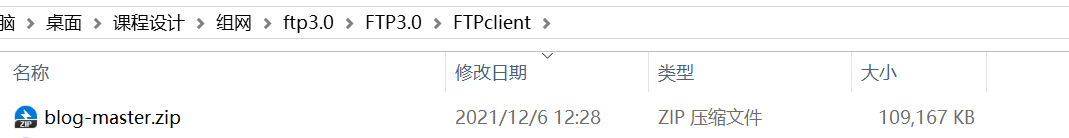 脑 > 桌面 > 课程设计 > 组网 > ftp3.0 > FTP3.0 > FTPclient >
名称 修改日期 类型 大小
ZIP blog-master.zip 2021/12/6 12:28 ZIP 压缩文件 109,167 KB